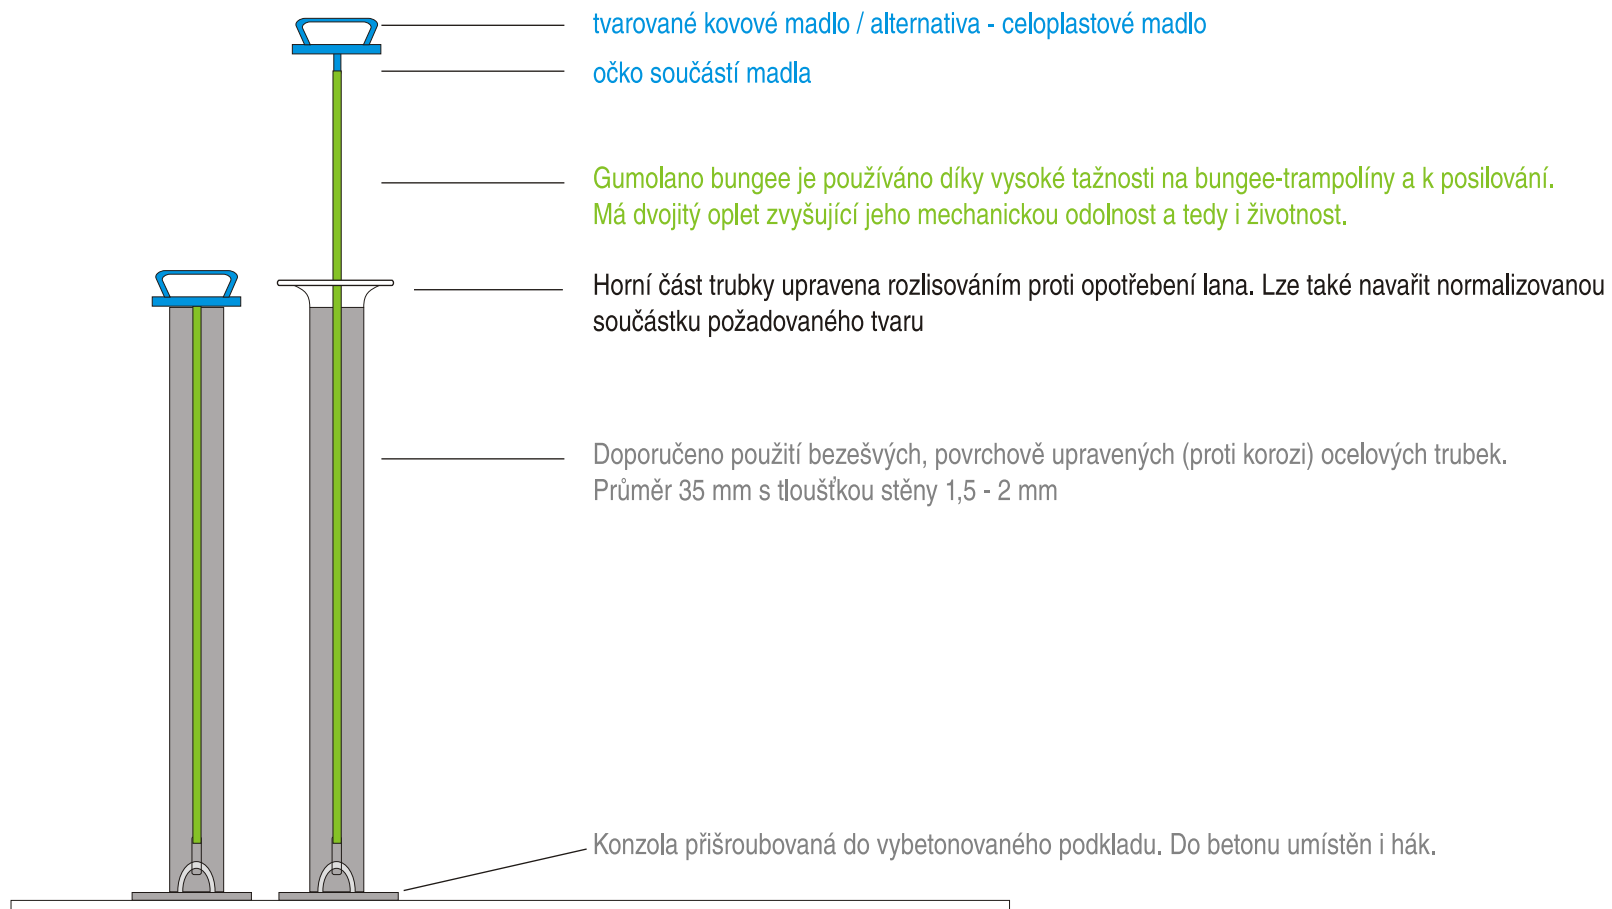 tvarované kovové madlo / alternativa - celoplastové madlo
očko součástí madla
Gumolano bungee je používáno díky vysoké tažnosti na bungee-trampolíny a k posilování.
Má dvojitý oplet zvyšující jeho mechanickou odolnost a tedy i životnost.
Horní část trubky upravena rozlisováním proti opotřebení lana. Lze také navařit normalizovanou
součástku požadovaného tvaru
Doporučeno použití bezešvých, povrchově upravených (proti korozi) ocelových trubek.
Průměr 35 mm s tloušťkou stěny 1,5 - 2 mm
Konzola přišroubovaná do vybetonovaného podkladu. Do betonu umístěn i hák.